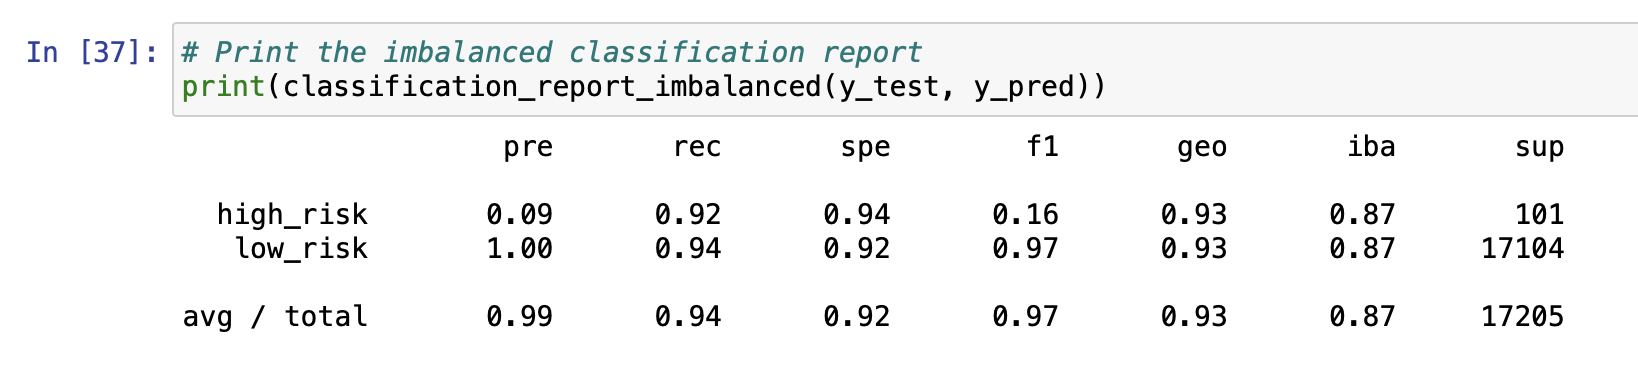 In [37]: # Print the imbalanced classification report
print(classification_report_imbalanced(y_test, y_pred))
pre rec spe f1 geo iba sup
high_risk 0.09 0.92 0.94 0.16 0.93 0.87 101
low_risk 1.00 0.94 0.92 0.97 0.93 0.87 17104
avg / total 0.99 0.94 0.92 0.97 0.93 0.87 17205